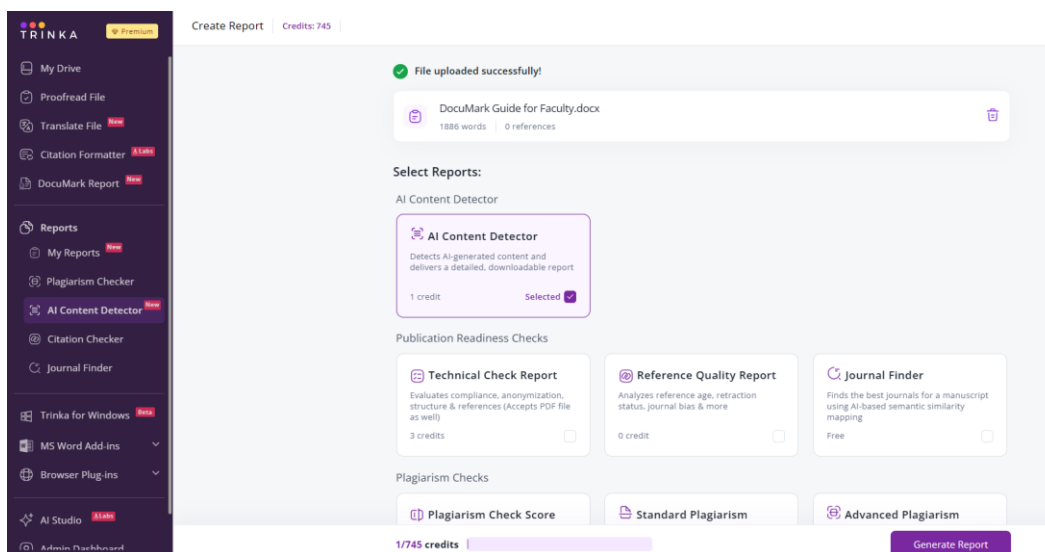 TRINKA
Premium
Create Report
Credits: 745
My Drive
Proofread File
Translate File New
Citation Formatter Labs
DocuMark Report New
Reports
My Reports New
Plagiarism Checker
AI Content Detector New
Citation Checker
Journal Finder
Trinka for Windows Beta
MS Word Add-ins
Browser Plug-ins
AI Studio Labs
Admin Dashboard
File uploaded successfully!
DocuMark Guide for Faculty.docx
1886 words 0 references
Select Reports:
AI Content Detector
AI Content Detector
Detects AI-generated content and
delivers a detailed, downloadable report
1 credit Selected
Publication Readiness Checks
Technical Check Report
Evaluates compliance, anonymization,
structure & references (Accepts PDF file
as well)
3 credits
Reference Quality Report
Analyzes reference age, retraction
status, journal bias & more
0 credit
Journal Finder
Finds the best journals for a manuscript
using AI-based semantic similarity
mapping
Free
Plagiarism Checks
Plagiarism Check Score
Standard Plagiarism
Advanced Plagiarism
1/745 credits
Generate Report